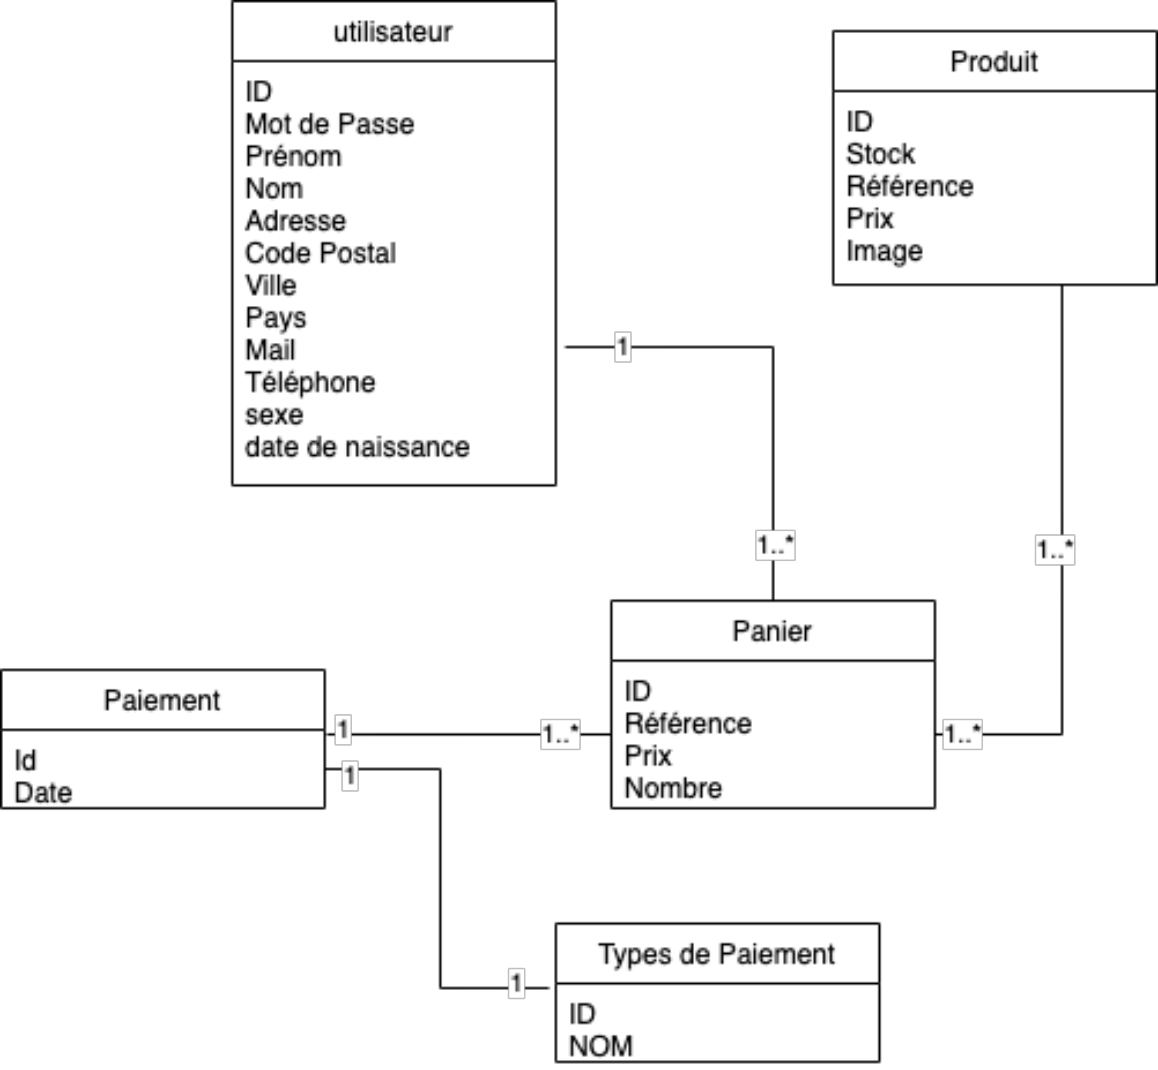 utilisateur
ID
Mot de Passe
Prénom
Nom
Adresse
Code Postal
Ville
Pays
Mail
Téléphone
sexe
date de naissance
Produit
ID
Stock
Référence
Prix
Image
1
1..*
1..*
Panier
ID
Référence
Prix
Nombre
1..*
Paiement
Id
Date
1
1..*
1
1
Types de Paiement
ID
NOM